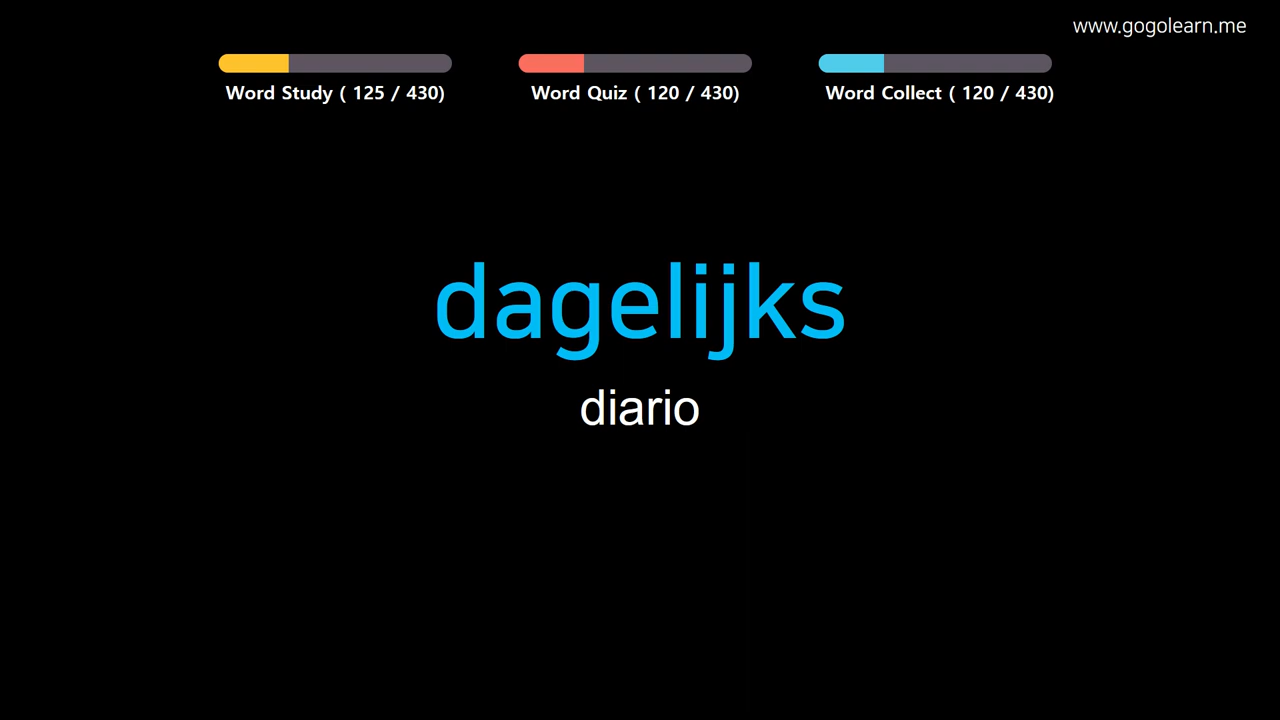 www.gogolearn.me
Word Study ( 125 / 430)
Word Quiz ( 120 / 430)
Word Collect ( 120 / 430)
dagelijks
diario